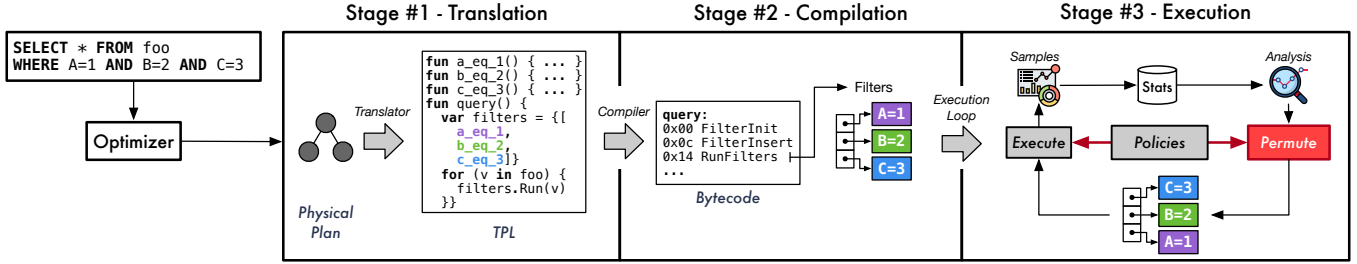 Stage #1 - Translation
Stage #2 - Compilation
Stage #3 - Execution
SELECT * FROM foo
WHERE A=1 AND B=2 AND C=3
Optimizer
Physical
Plan
Translator
fun a_eq_1() { ... }
fun b_eq_2() { ... }
fun c_eq_3() { ... }
fun query() {
var filters = {[
a_eq_1,
b_eq_2,
c_eq_3]}
for (v in foo) {
filters.Run(v)
}}
TPL
Compiler
query:
0x00 FilterInit
0x0c FilterInsert
0x14 RunFilters
...
Bytecode
Filters
A=1
B=2
C=3
Execution
Loop
Samples
Stats
Analysis
Execute
Policies
Permute
C=3
B=2
A=1